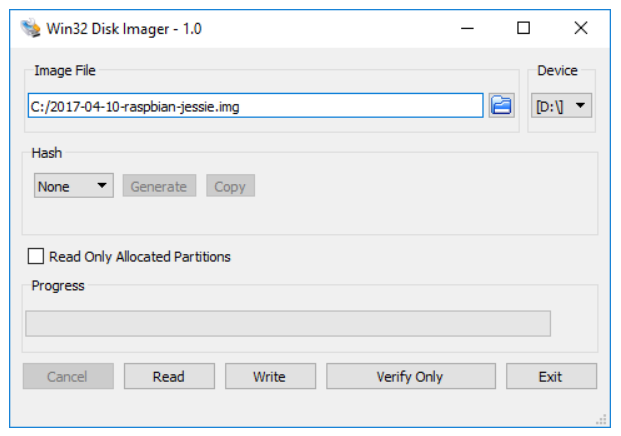 Win32 Disk Imager - 1.0
Image File
Device
C:/2017-04-10-raspbian-jessie.img
[D:\]
Hash
None
Generate
Copy
Read Only Allocated Partitions
Progress
Cancel
Read
Write
Verify Only
Exit